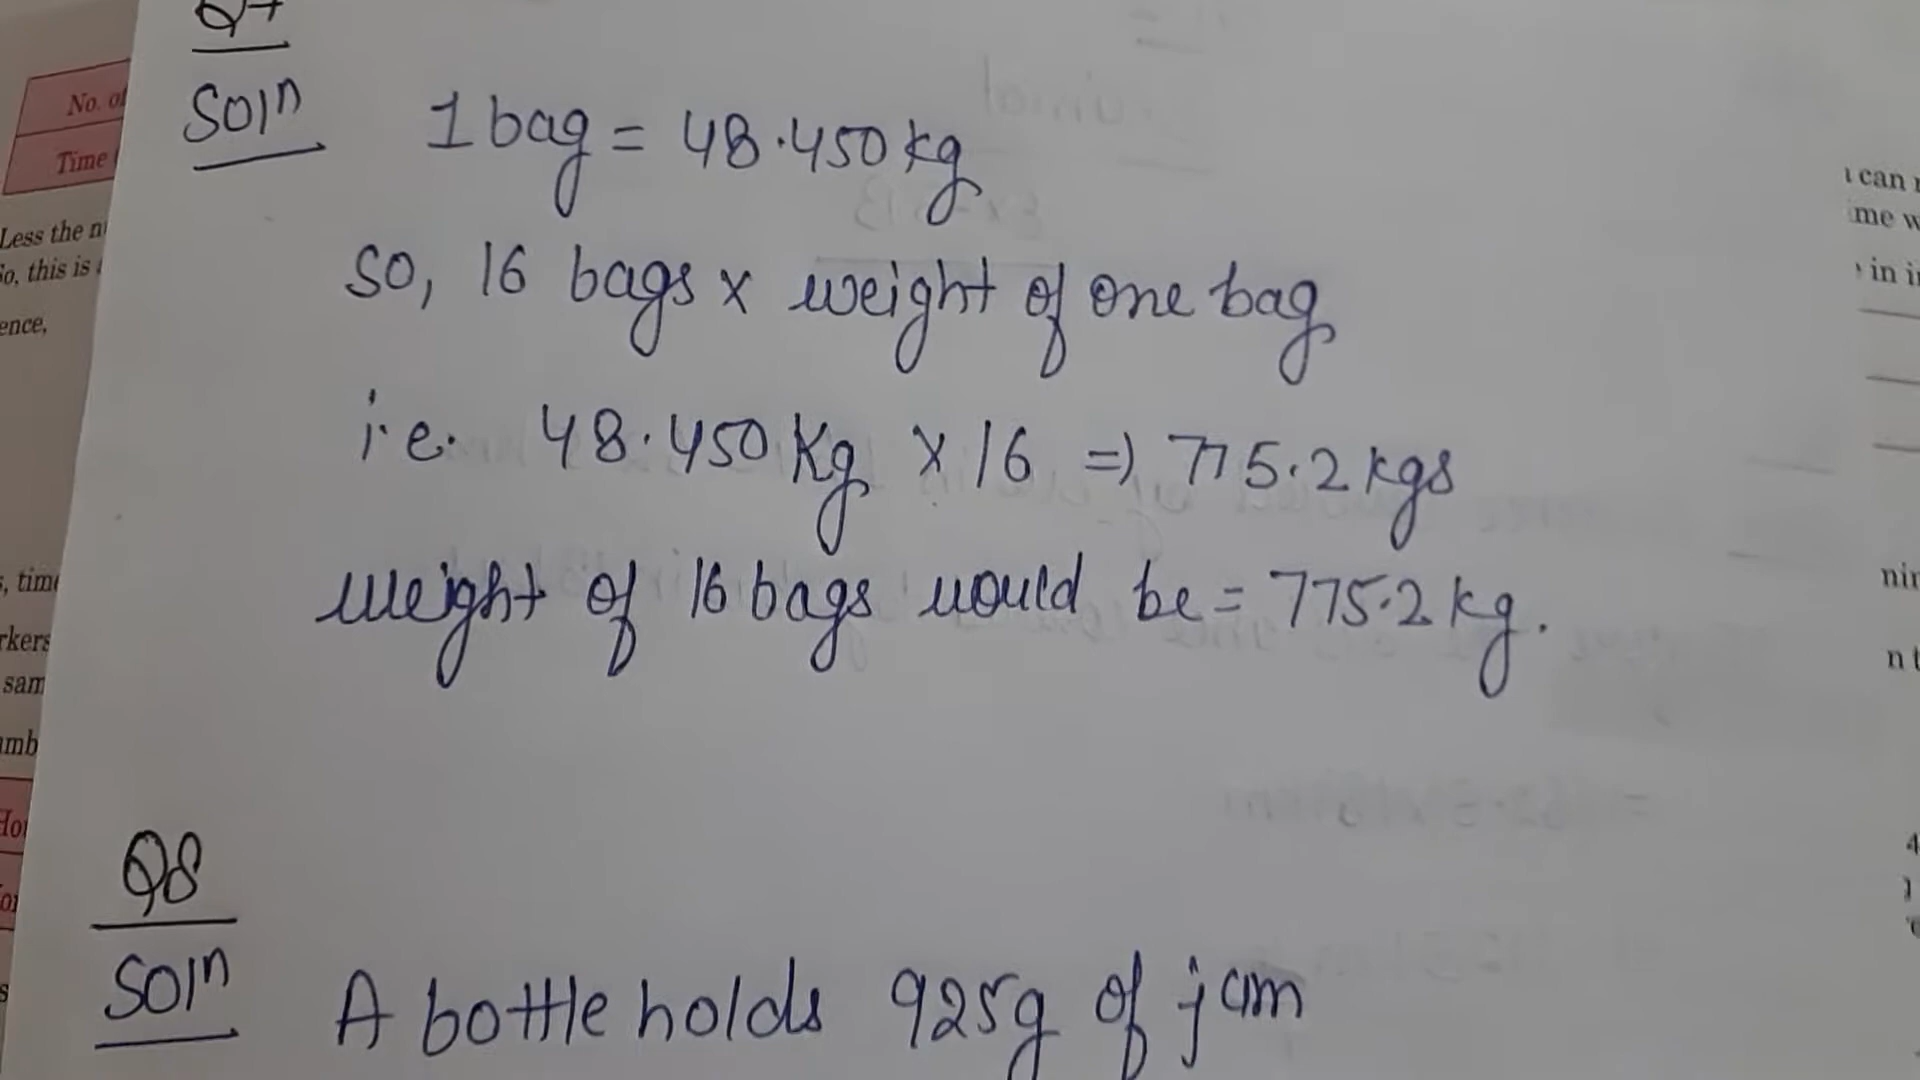 Q7
Soln 1 bag = 48.450 kg
so, 16 bags x weight of one bag
i.e. 48.450 Kg x 16 => 775.2 kgs
weight of 16 bags would be = 775.2 kg.
Q8
Soln A bottle holds 925g of jam
No. of
Time
Less the
So, this is
ence,
, time
rkers
sam
can
me
in